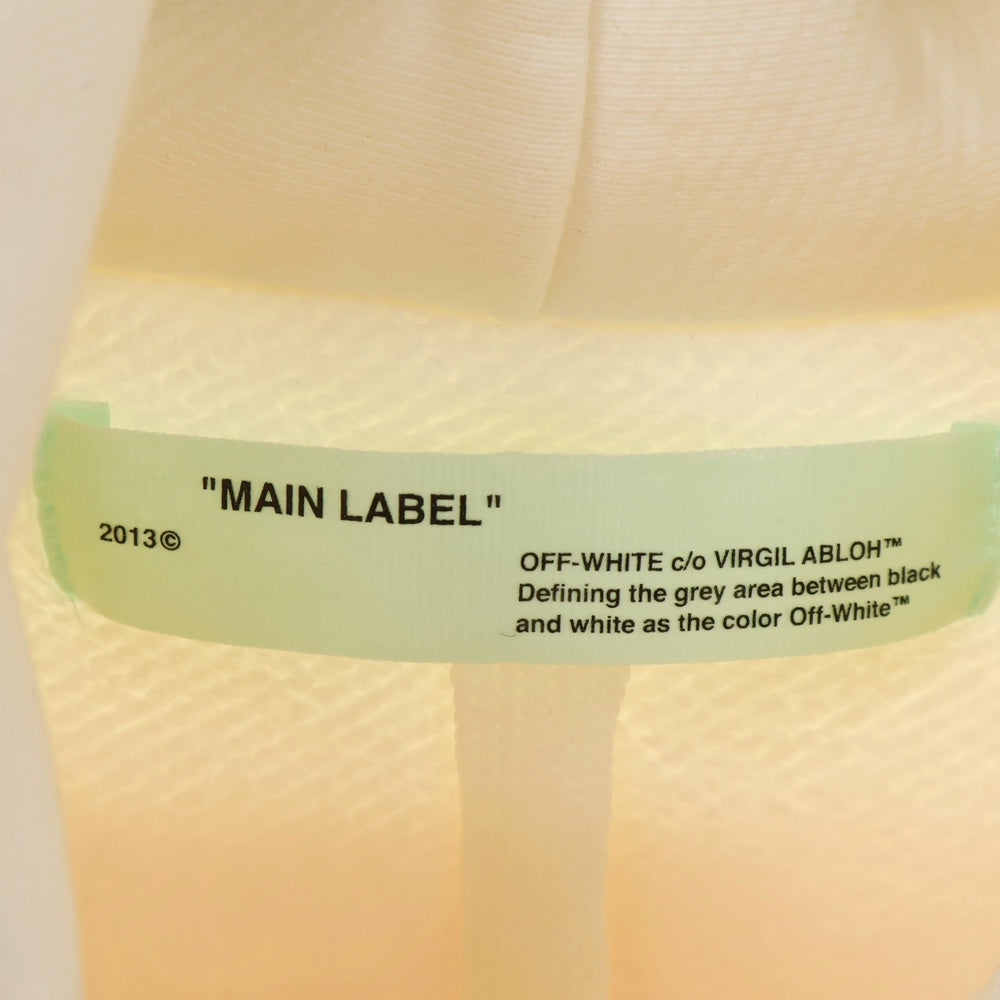 "MAIN LABEL"
2013©
OFF-WHITE c/o VIRGIL ABLOH™
Defining the grey area between black
and white as the color Off-White™